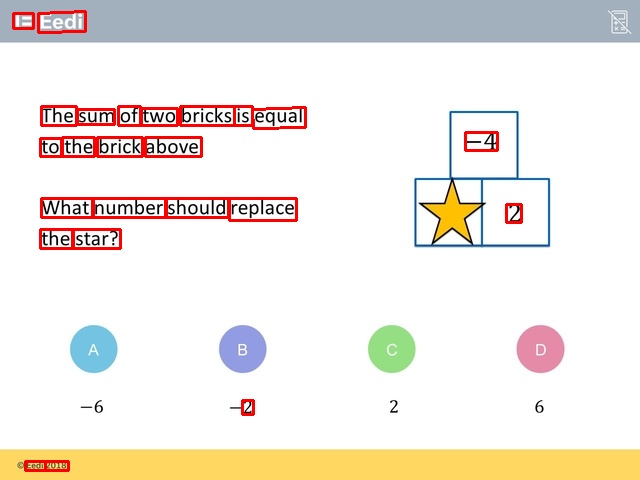 Eedi
The sum of two bricks is equal
to the brick above
What number should replace
the star?
−4
2
A
B
C
D
−6
−2
2
6
© Eedi 2018